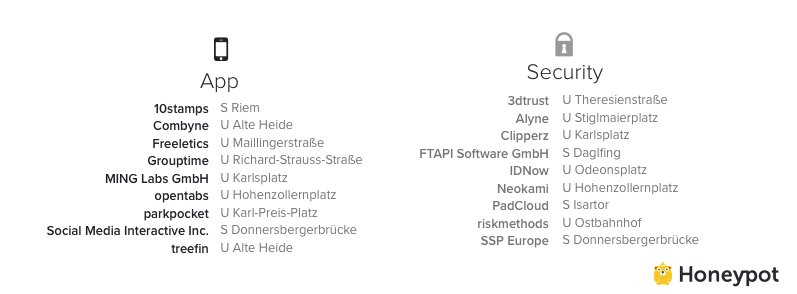 App
10stamps S Riem
Combyne U Alte Heide
Freeletics U Maillingerstraße
Grouptime U Richard-Strauss-Straße
MING Labs GmbH U Karlsplatz
opentabs U Hohenzollernplatz
parkpocket U Karl-Preis-Platz
Social Media Interactive Inc. S Donnersbergerbrücke
treefin U Alte Heide
Security
3dtrust U Theresienstraße
Alyne U Stiglmaierplatz
Clipperz U Karlsplatz
FTAPI Software GmbH S Daglfing
IDNow U Odeonsplatz
Neokami U Hohenzollernplatz
PadCloud S Isartor
riskmethods U Ostbahnhof
SSP Europe S Donnersbergerbrücke
Honeypot